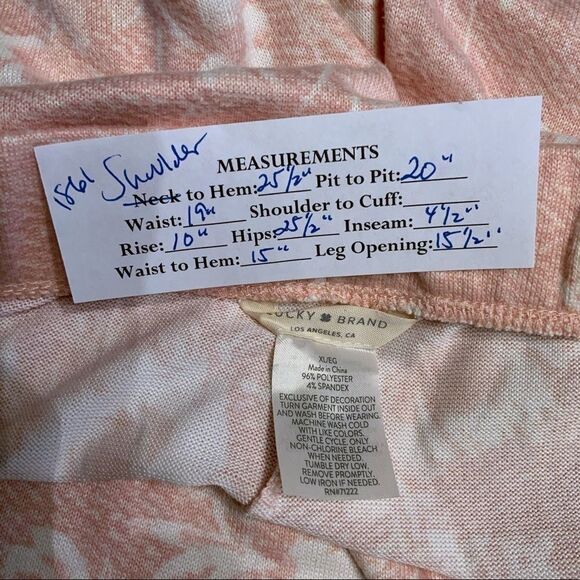 1861 Shoulder
MEASUREMENTS
Neck to Hem: 25 1/2" Pit to Pit: 20"
Waist: 19" Shoulder to Cuff:
Rise: 10" Hips: 25 1/2" Inseam: 4 1/2"
Waist to Hem: 15" Leg Opening: 15 1/2"
LUCKY BRAND
LOS ANGELES, CA
XL/EG
Made in China
96% POLYESTER
4% SPANDEX
EXCLUSIVE OF DECORATION
TURN GARMENT INSIDE OUT
AND WASH BEFORE WEARING.
MACHINE WASH COLD
WITH LIKE COLORS.
GENTLE CYCLE. ONLY
NON-CHLORINE BLEACH
WHEN NEEDED.
TUMBLE DRY LOW.
REMOVE PROMPTLY.
LOW IRON IF NEEDED.
RN#71222